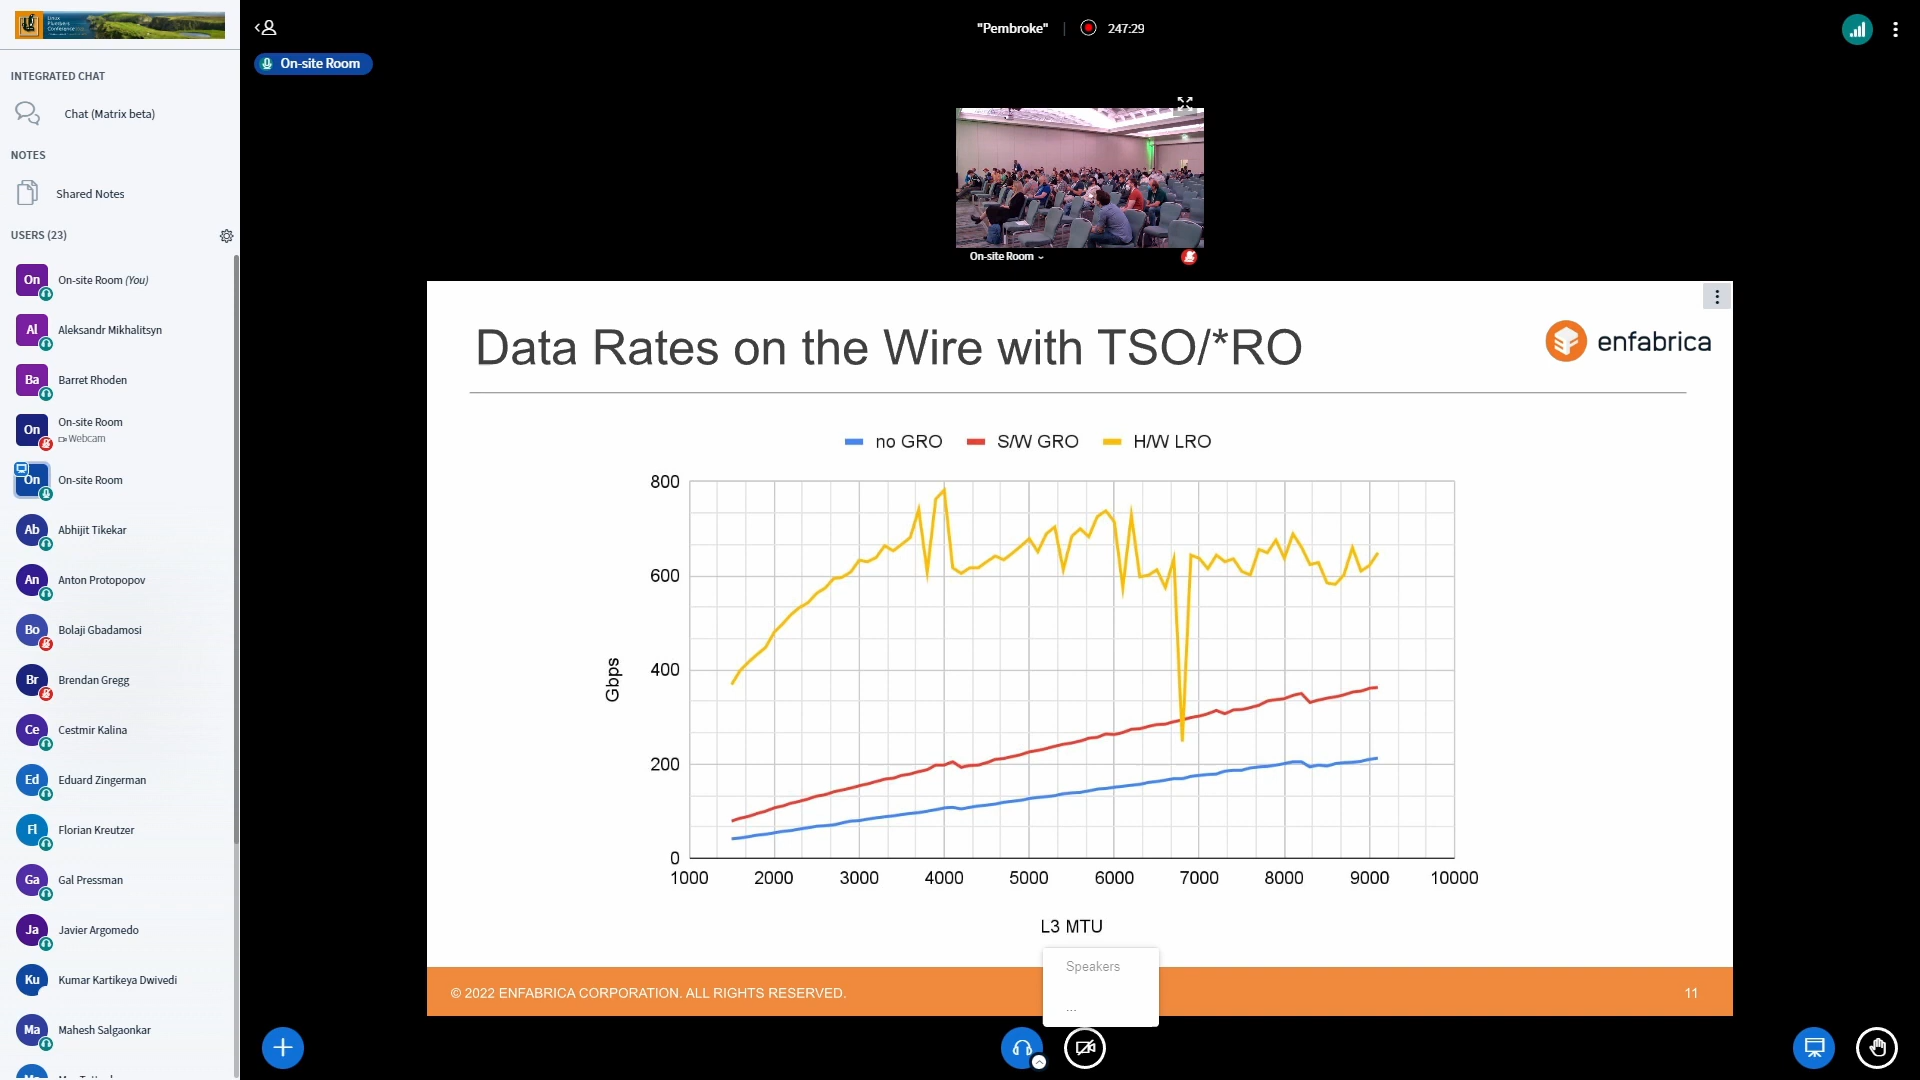 Linux
Plumbers
Conference
"Pembroke"
247:29
On-site Room
INTEGRATED CHAT
Chat (Matrix beta)
NOTES
Shared Notes
USERS (23)
On
On-site Room (You)
Al
Aleksandr Mikhalitsyn
Ba
Barret Rhoden
On
On-site Room
Webcam
On
On-site Room
Ab
Abhijit Tikekar
An
Anton Protopopov
Bo
Bolaji Gbadamosi
Br
Brendan Gregg
Ce
Cestmir Kalina
Ed
Eduard Zingerman
Fl
Florian Kreutzer
Ga
Gal Pressman
Ja
Javier Argomedo
Ku
Kumar Kartikeya Dwivedi
Ma
Mahesh Salgaonkar
On-site Room
Data Rates on the Wire with TSO/*RO
enfabrica
no GRO S/W GRO H/W LRO
800
600
400
200
0
Gbps
1000 2000 3000 4000 5000 6000 7000 8000 9000 10000
L3 MTU
Speakers
...
© 2022 ENFABRICA CORPORATION. ALL RIGHTS RESERVED.
11